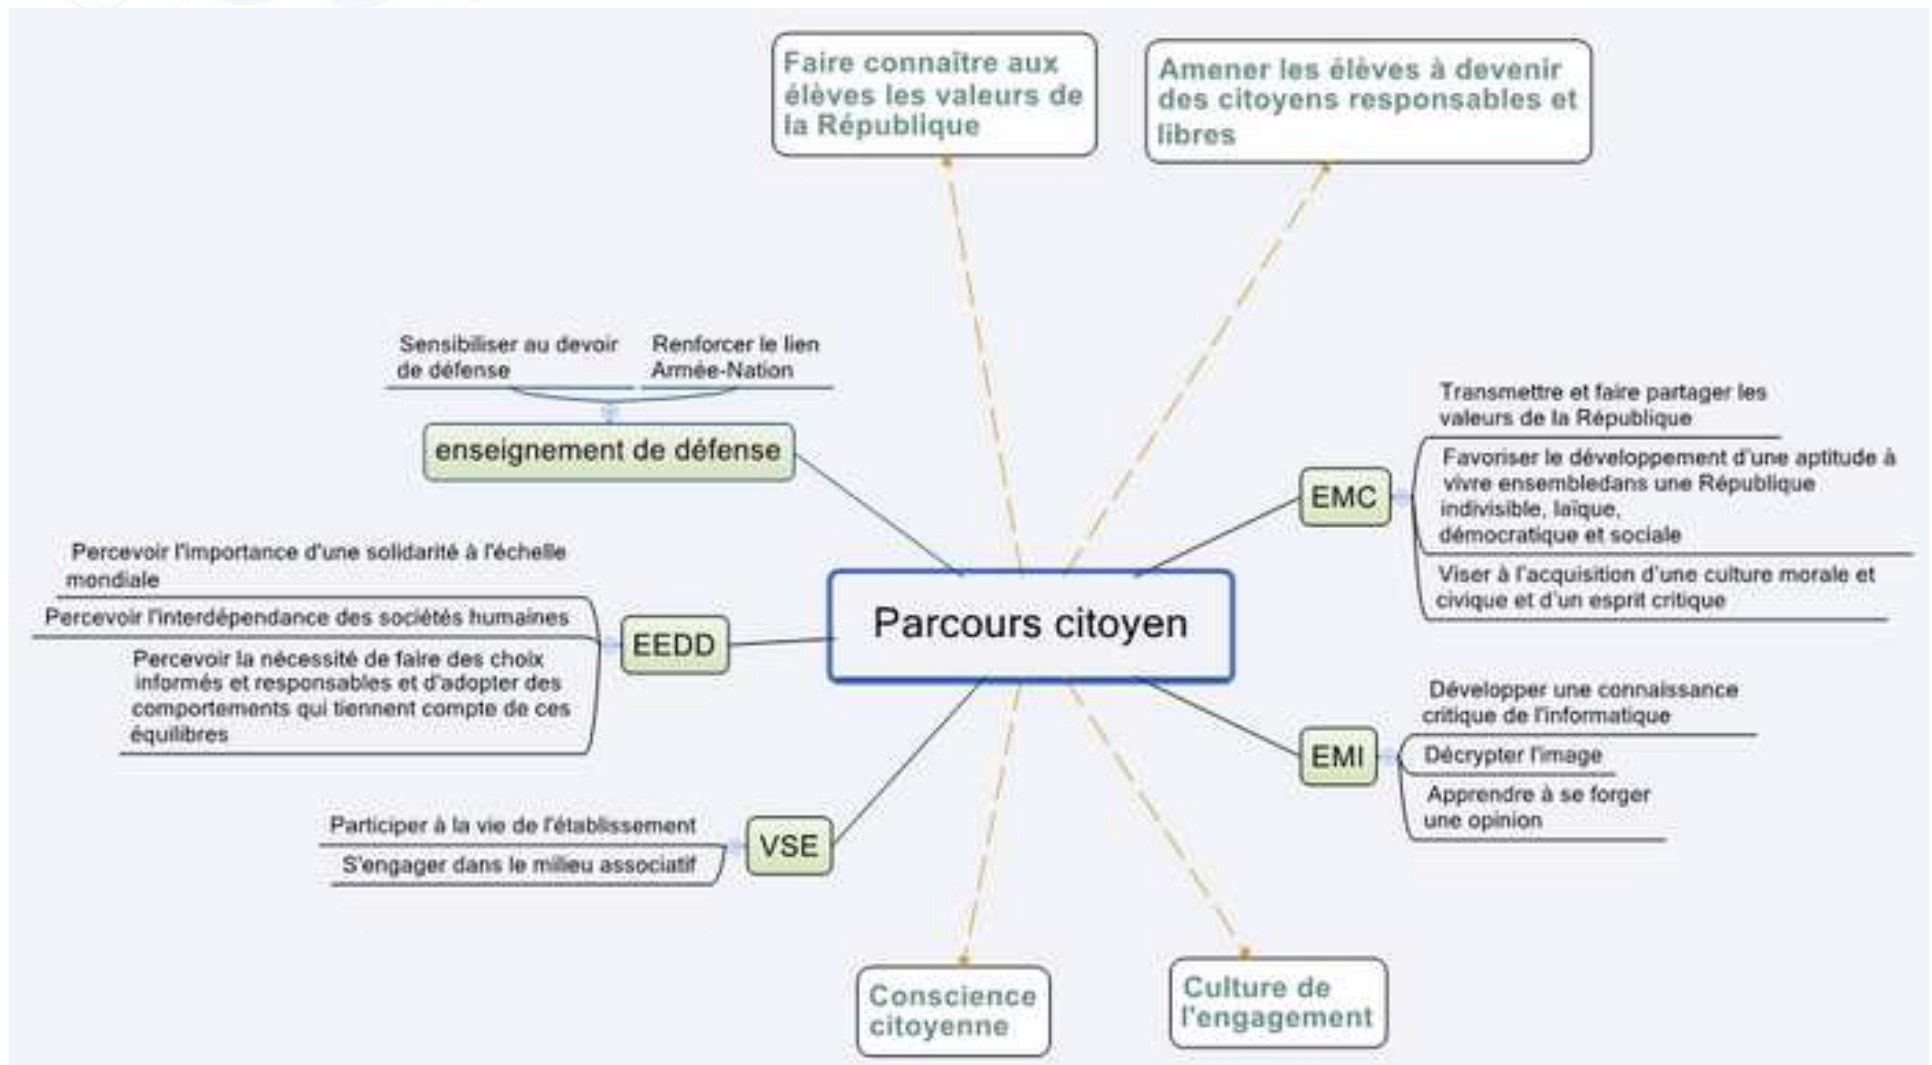 Faire connaître aux
élèves les valeurs de
la République
Amener les élèves à devenir
des citoyens responsables et
libres
Sensibiliser au devoir
de défense
Renforcer le lien
Armée-Nation
enseignement de défense
Transmettre et faire partager les
valeurs de la République
Favoriser le développement d'une aptitude à
vivre ensembledans une République
indivisible, laïque,
démocratique et sociale
Viser à l'acquisition d'une culture morale et
civique et d'un esprit critique
EMC
Percevoir l'importance d'une solidarité à l'échelle
mondiale
Percevoir l'interdépendance des sociétés humaines
Percevoir la nécessité de faire des choix
informés et responsables et d'adopter des
comportements qui tiennent compte de ces
équilibres
EEDD
Parcours citoyen
Développer une connaissance
critique de l'informatique
Décrypter l'image
Apprendre à se forger
une opinion
EMI
Participer à la vie de l'établissement
S'engager dans le milieu associatif
VSE
Conscience
citoyenne
Culture de
l'engagement